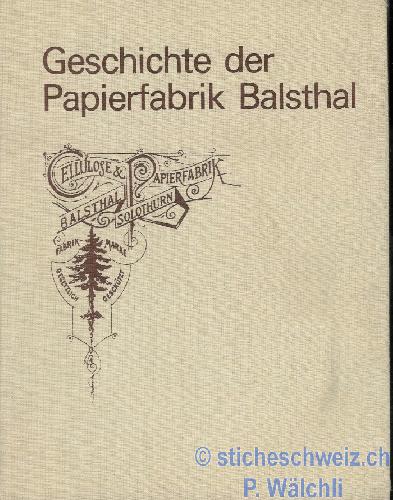 Geschichte der
Papierfabrik Balsthal
CELLULOSE & PAPIERFABRIK
BALSTHAL SOLOTHURN
FABRIK- MARKE
GESETZLICH GESCHÜTZT
© sticheschweiz.ch
P. Wälchli